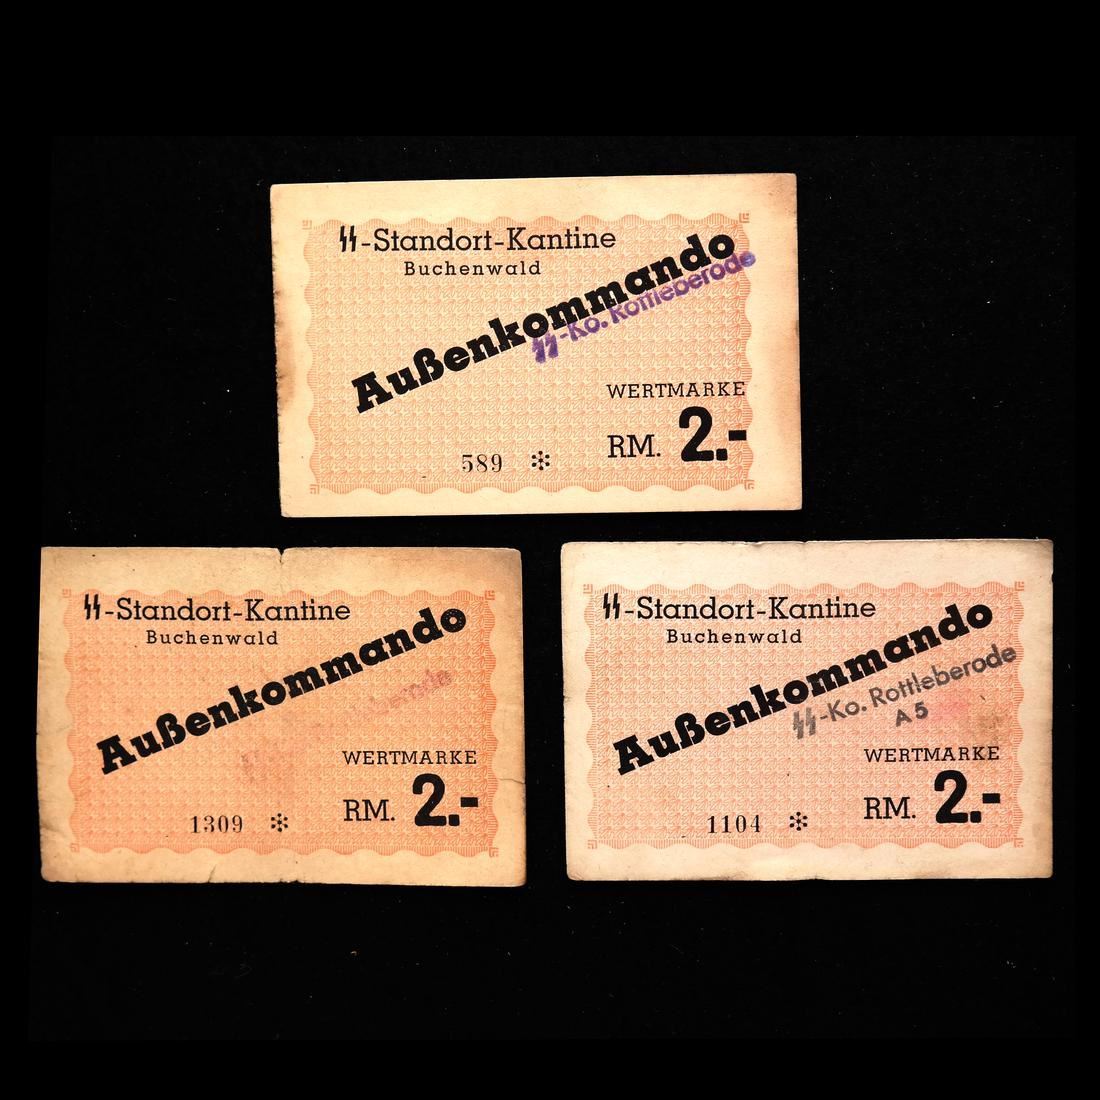 ᛋᛋ-Standort-Kantine
Buchenwald
Außenkommando
ᛋᛋ-Ko. Rottleberode
WERTMARKE
RM. 2.-
589 *
ᛋᛋ-Standort-Kantine
Buchenwald
Außenkommando
WERTMARKE
RM. 2.-
1309 *
ᛋᛋ-Standort-Kantine
Buchenwald
Außenkommando
ᛋᛋ-Ko. Rottleberode
A5
WERTMARKE
RM. 2.-
1104 *